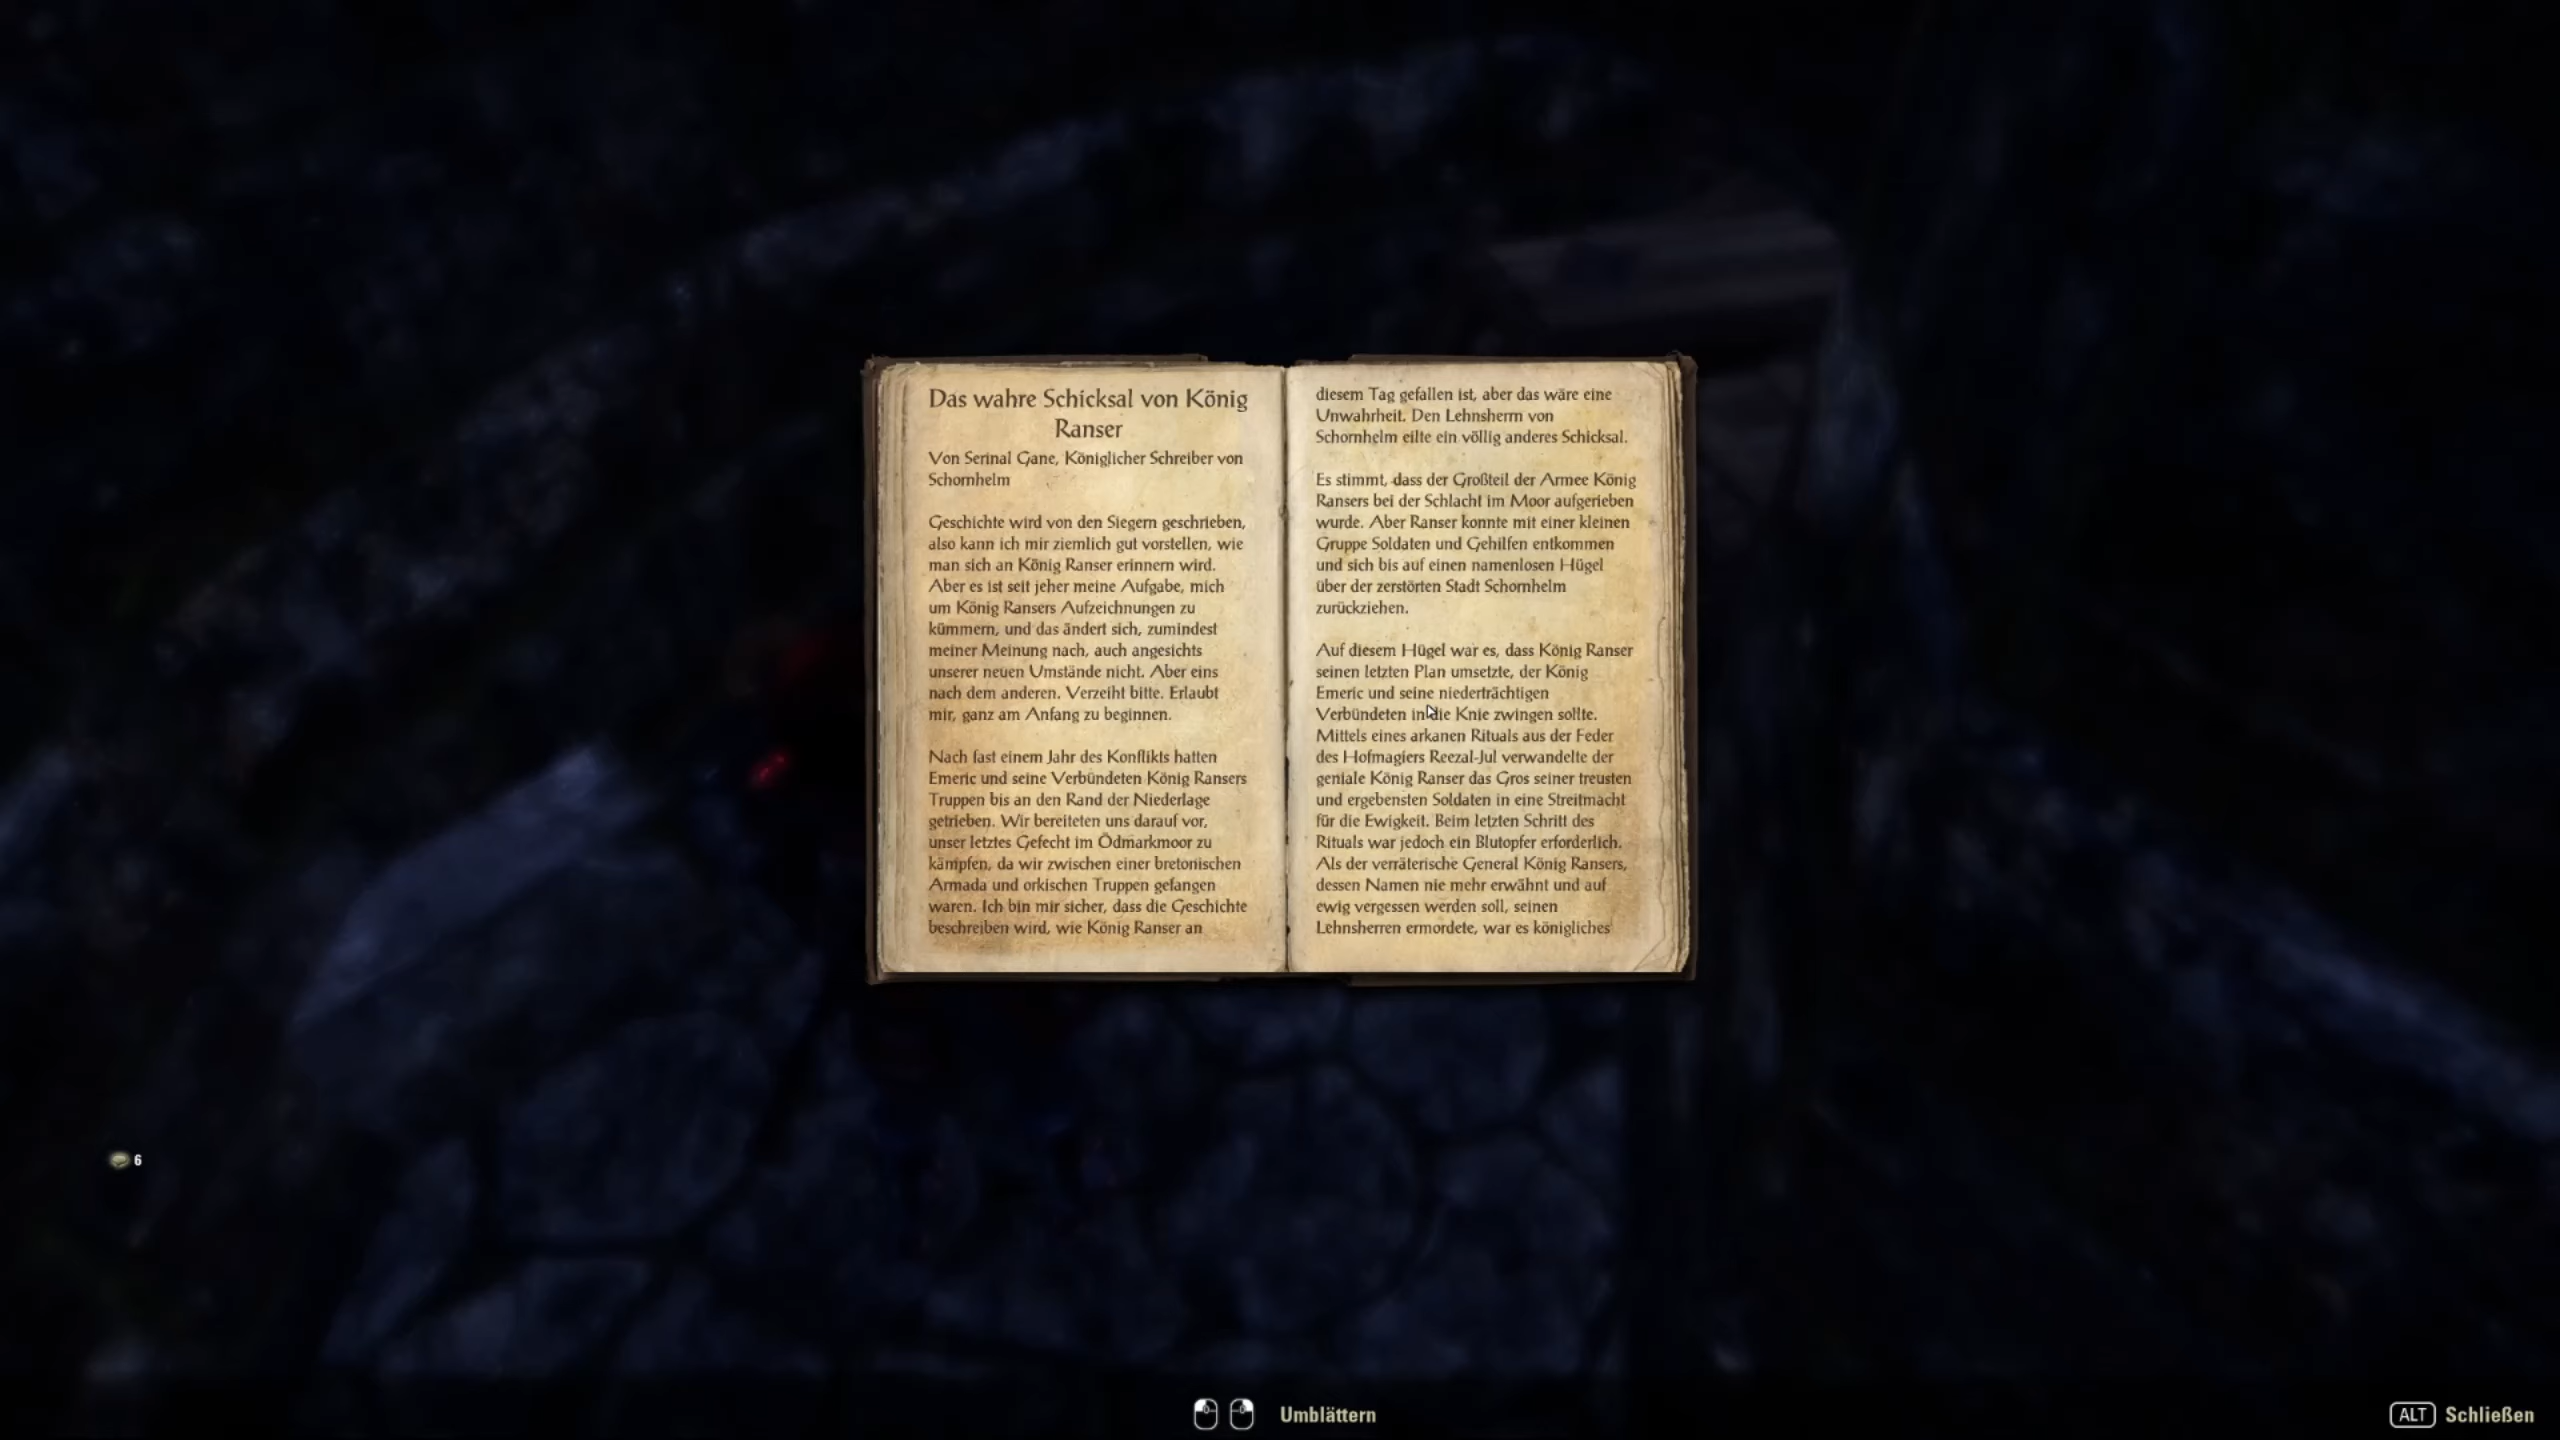 Das wahre Schicksal von König
Ranser
Von Serinal Gane, Königlicher Schreiber von
Schornhelm
Geschichte wird von den Siegern geschrieben,
also kann ich mir ziemlich gut vorstellen, wie
man sich an König Ranser erinnern wird.
Aber es ist seit jeher meine Aufgabe, mich
um König Ransers Aufzeichnungen zu
kümmern, und das ändert sich, zumindest
meiner Meinung nach, auch angesichts
unserer neuen Umstände nicht. Aber eins
nach dem anderen. Verzeiht bitte. Erlaubt
mir, ganz am Anfang zu beginnen.
Nach fast einem Jahr des Konflikts hatten
Emeric und seine Verbündeten König Ransers
Truppen bis an den Rand der Niederlage
getrieben. Wir bereiteten uns darauf vor,
unser letztes Gefecht im Ödmarkmoor zu
kämpfen, da wir zwischen einer bretonischen
Armada und orkischen Truppen gefangen
waren. Ich bin mir sicher, dass die Geschichte
beschreiben wird, wie König Ranser an
diesem Tag gefallen ist, aber das wäre eine
Unwahrheit. Den Lehnsherrn von
Schornhelm eilte ein völlig anderes Schicksal.
Es stimmt, dass der Großteil der Armee König
Ransers bei der Schlacht im Moor aufgerieben
wurde. Aber Ranser konnte mit einer kleinen
Gruppe Soldaten und Gehilfen entkommen
und sich bis auf einen namenlosen Hügel
über der zerstörten Stadt Schornhelm
zurückziehen.
Auf diesem Hügel war es, dass König Ranser
seinen letzten Plan umsetzte, der König
Emeric und seine niederträchtigen
Verbündeten in die Knie zwingen sollte.
Mittels eines arkanen Rituals aus der Feder
des Hofmagiers Reezal-Jul verwandelte der
geniale König Ranser das Gros seiner treusten
und ergebensten Soldaten in eine Streitmacht
für die Ewigkeit. Beim letzten Schritt des
Rituals war jedoch ein Blutopfer erforderlich.
Als der verräterische General König Ransers,
dessen Namen nie mehr erwähnt und auf
ewig vergessen werden soll, seinen
Lehnsherren ermordete, war es königliches
6
Umblättern
ALT Schließen